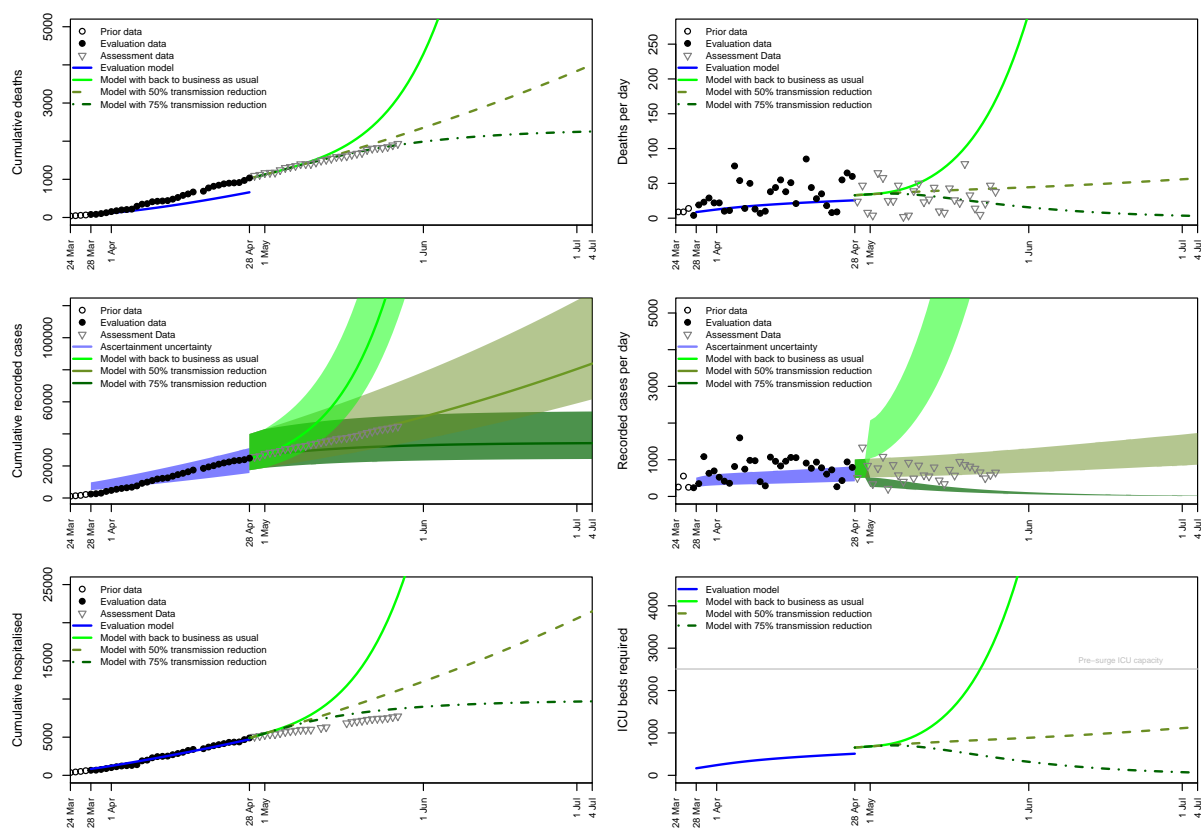 Cumulative deaths
0 1000 3000 5000
Prior data
Evaluation data
Assessment data
Evaluation model
Model with back to business as usual
Model with 50% transmission reduction
Model with 75% transmission reduction
24 Mar 28 Mar 1 Apr 28 Apr 1 May 1 Jun 1 Jul 4 Jul
Deaths per day
0 50 100 150 200 250
Prior data
Evaluation data
Assessment Data
Evaluation model
Model with back to business as usual
Model with 50% transmission reduction
Model with 75% transmission reduction
24 Mar 28 Mar 1 Apr 28 Apr 1 May 1 Jun 1 Jul 4 Jul
Cumulative recorded cases
0 20000 60000 100000
Prior data
Evaluation data
Assessment Data
Ascertainment uncertainty
Model with back to business as usual
Model with 50% transmission reduction
Model with 75% transmission reduction
24 Mar 28 Mar 1 Apr 28 Apr 1 May 1 Jun 1 Jul 4 Jul
Recorded cases per day
0 1000 3000 5000
Prior data
Evaluation data
Assessment Data
Ascertainment uncertainty
Model with back to business as usual
Model with 50% transmission reduction
Model with 75% transmission reduction
24 Mar 28 Mar 1 Apr 28 Apr 1 May 1 Jun 1 Jul 4 Jul
Cumulative hospitalised
0 5000 15000 25000
Prior data
Evaluation data
Assessment Data
Evaluation model
Model with back to business as usual
Model with 50% transmission reduction
Model with 75% transmission reduction
24 Mar 28 Mar 1 Apr 28 Apr 1 May 1 Jun 1 Jul 4 Jul
ICU beds required
0 1000 2000 3000 4000
Evaluation model
Model with back to business as usual
Model with 50% transmission reduction
Model with 75% transmission reduction
Pre-surge ICU capacity
24 Mar 28 Mar 1 Apr 28 Apr 1 May 1 Jun 1 Jul 4 Jul